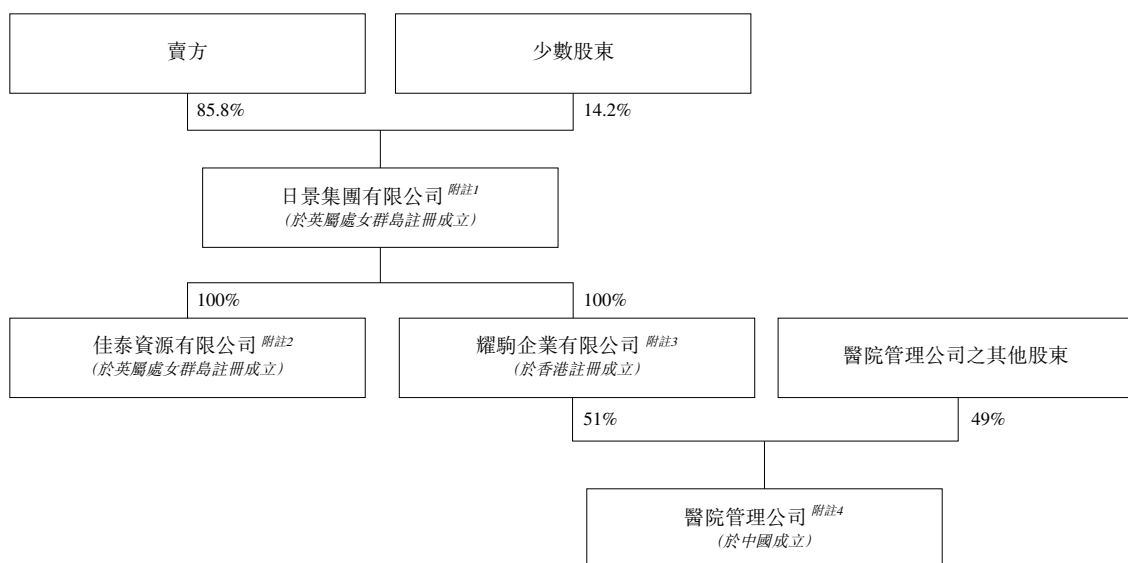 賣方
少數股東
85.8%
14.2%
日景集團有限公司 附註1
(於英屬處女群島註冊成立)
100%
100%
佳泰資源有限公司 附註2
(於英屬處女群島註冊成立)
耀駒企業有限公司 附註3
(於香港註冊成立)
醫院管理公司之其他股東
51%
49%
醫院管理公司 附註4
(於中國成立)